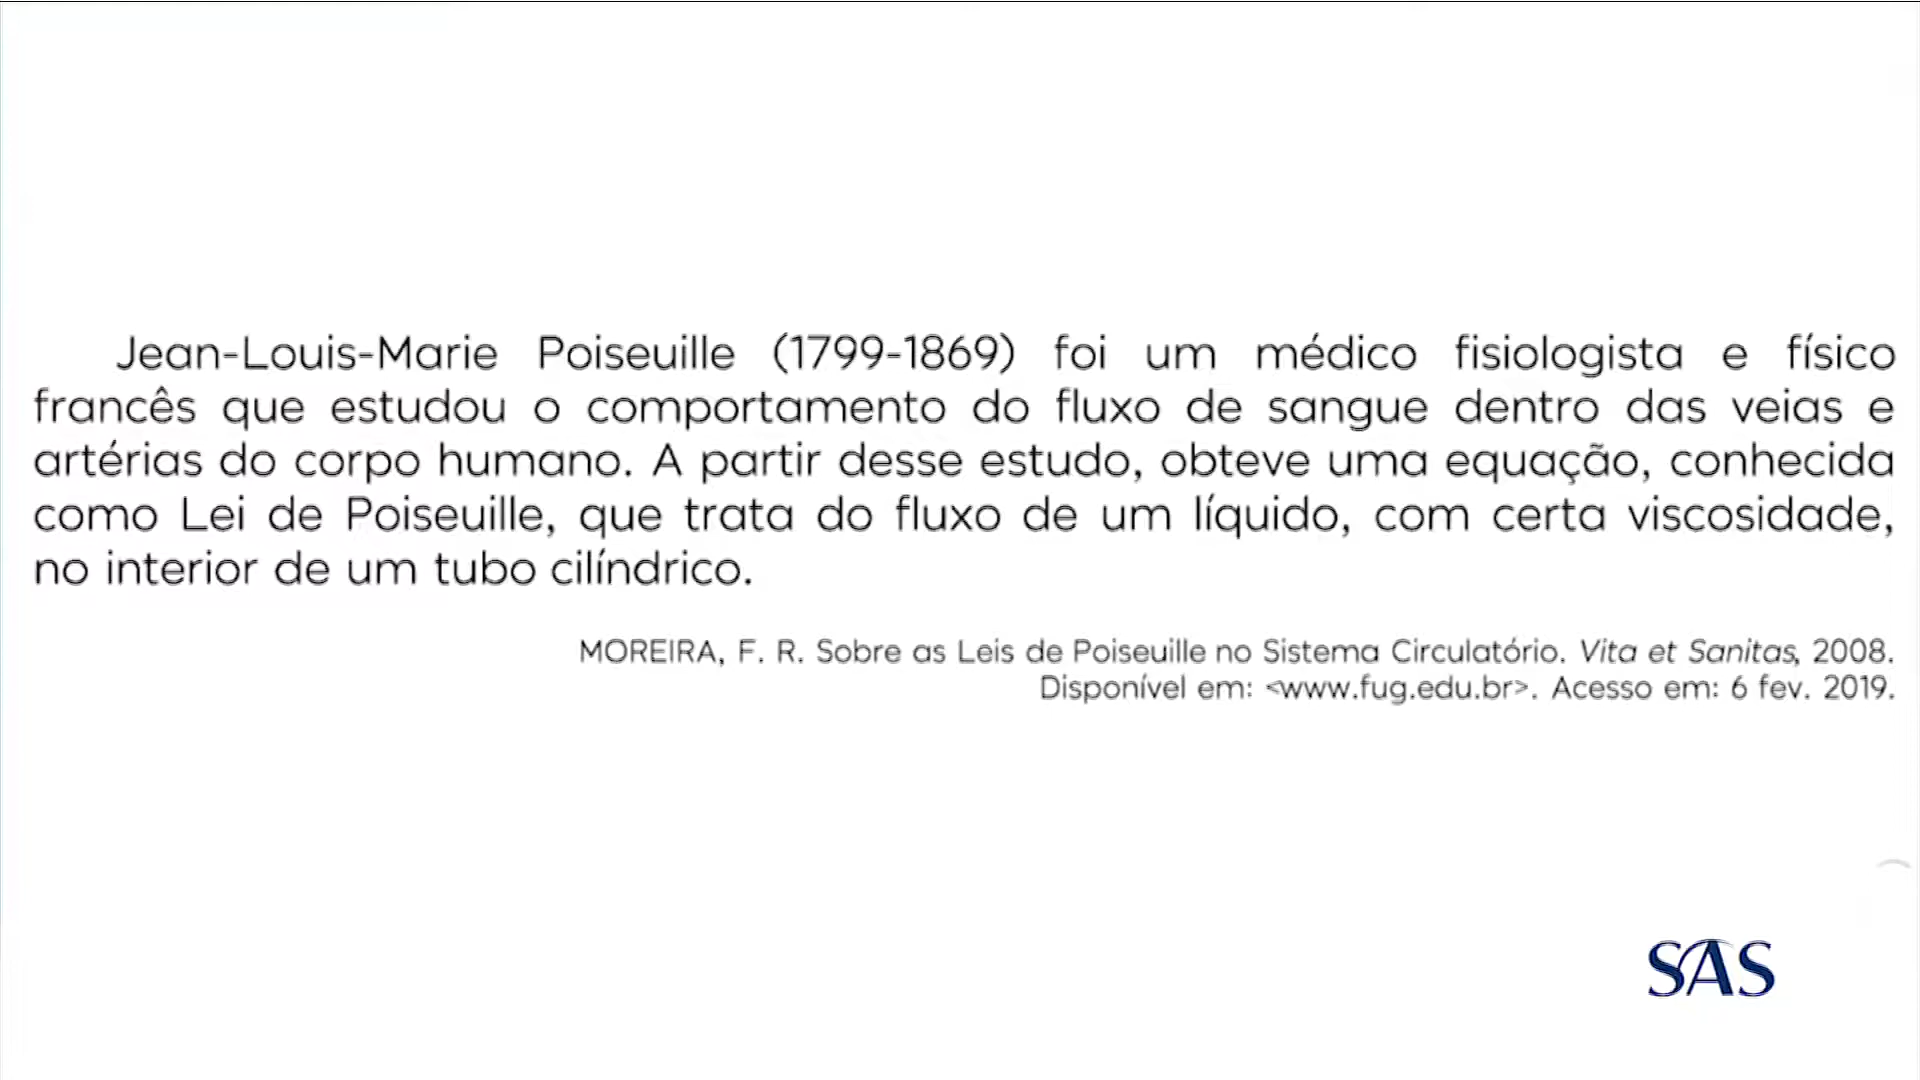 Jean-Louis-Marie Poiseuille (1799-1869) foi um médico fisiologista e físico
francês que estudou o comportamento do fluxo de sangue dentro das veias e
artérias do corpo humano. A partir desse estudo, obteve uma equação, conhecida
como Lei de Poiseuille, que trata do fluxo de um líquido, com certa viscosidade,
no interior de um tubo cilíndrico.
MOREIRA, F. R. Sobre as Leis de Poiseuille no Sistema Circulatório. Vita et Sanitas, 2008.
Disponível em: <www.fug.edu.br>. Acesso em: 6 fev. 2019.
SAS